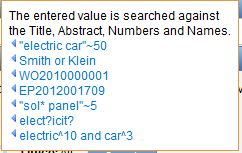 The entered value is searched against
the Title, Abstract, Numbers and Names.
"electric car"~50
Smith or Klein
WO2010000001
EP2012001709
"sol* panel"~5
elect?icit?
electric^10 and car^3